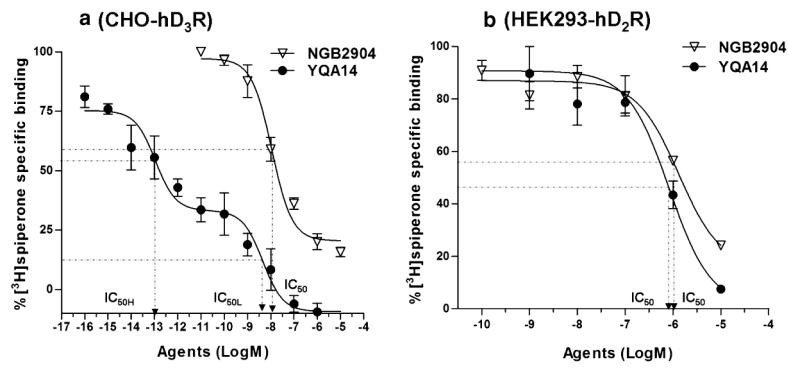 a (CHO-hD3R)
NGB2904
YQA14
% [3H]spiperone specific binding
100
75
50
25
0
IC50H
IC50L
IC50
-17 -16 -15 -14 -13 -12 -11 -10 -9 -8 -7 -6 -5 -4
Agents (LogM)
b (HEK293-hD2R)
NGB2904
YQA14
% [3H]spiperone specific binding
100
80
60
40
20
0
IC50 IC50
-10 -9 -8 -7 -6 -5 -4
Agents (LogM)